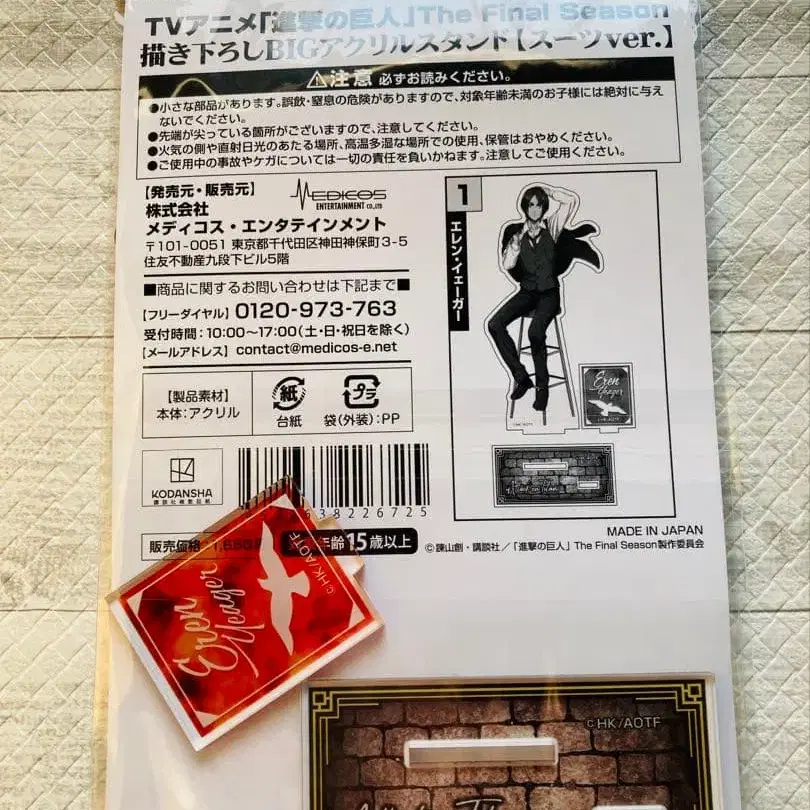 TVアニメ「進撃の巨人」The Final Season
描き下ろしBIGアクリルスタンド【スーツver.】
⚠注意 必ずお読みください。
●小さな部品があります。誤飲・窒息の危険がありますので、対象年齢未満のお子様には絶対に与え
ないでください。
●先端が尖っている箇所がございますので、注意してください。
●火気の側や直射日光のあたる場所、高温多湿な場所での使用、保管はおやめください。
●ご使用中の事故やケガについては一切の責任を負いかねます。注意してご使用ください。
【発売元・販売元】
MEDICOS
ENTERTAINMENT CO.,LTD
株式会社
メディコス・エンタテインメント
〒101-0051 東京都千代田区神田神保町3-5
住友不動産九段下ビル5階
■商品に関するお問い合わせは下記まで■
【フリーダイヤル】0120-973-763
受付時間:10:00〜17:00(土・日・祝日を除く)
【メールアドレス】contact@medicos-e.net
【製品素材】
本体:アクリル
紙
台紙
プラ
袋(外装):PP
1
エレン・イェーガー
Eren
Yeager
©HK/AOTF
Attack on Titan
KODANSHA
38226725
販売価格:1,650
年齢15歳以上
MADE IN JAPAN
©諫山創・講談社/「進撃の巨人」The Final Season製作委員会
Eren
Yeager
©HK/AOTF
©HK/AOTF